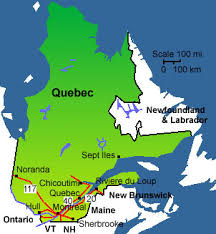 Scale 100 mi.
0 100 km
Quebec
Newfoundland
& Labrador
Sept Iles
Noranda
117
Chicoutimi
Riviere du Loup
Quebec
40
20
New Brunswick
Hull
Montreal
Maine
Ontario
Sherbrooke
VT NH